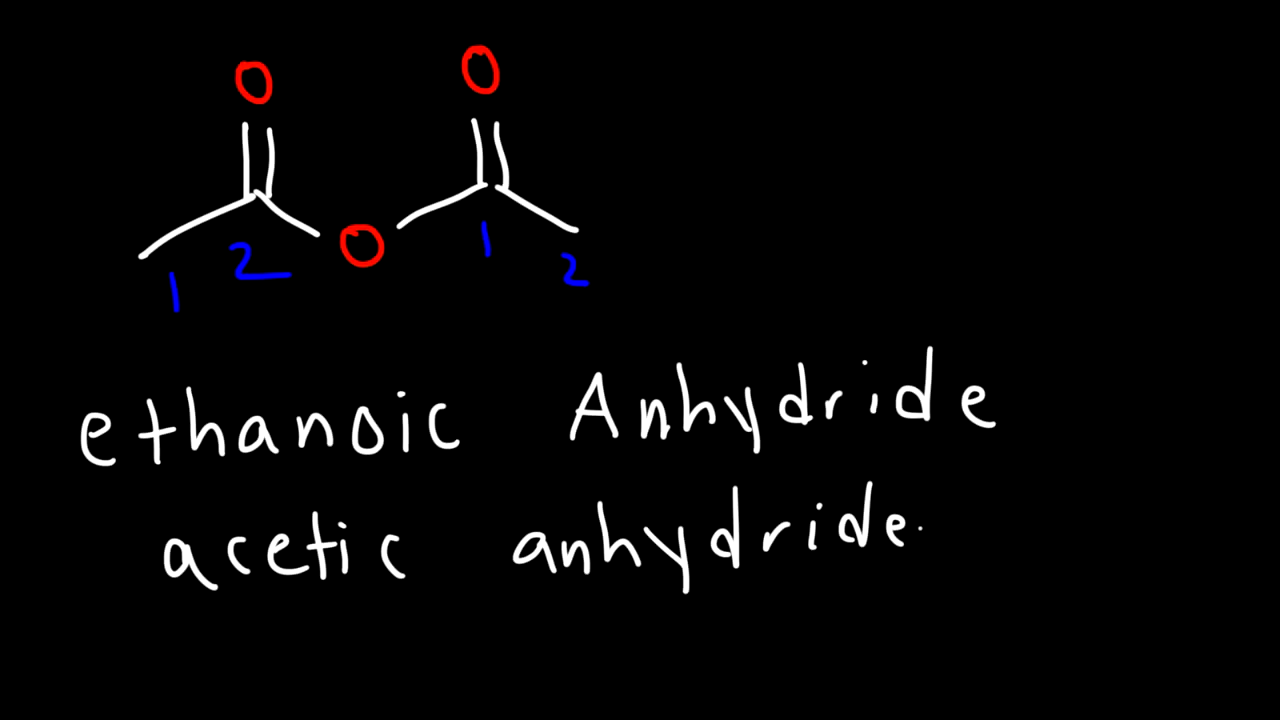 O O
O
1 2 1 2
ethanoic Anhydride
acetic anhydride.